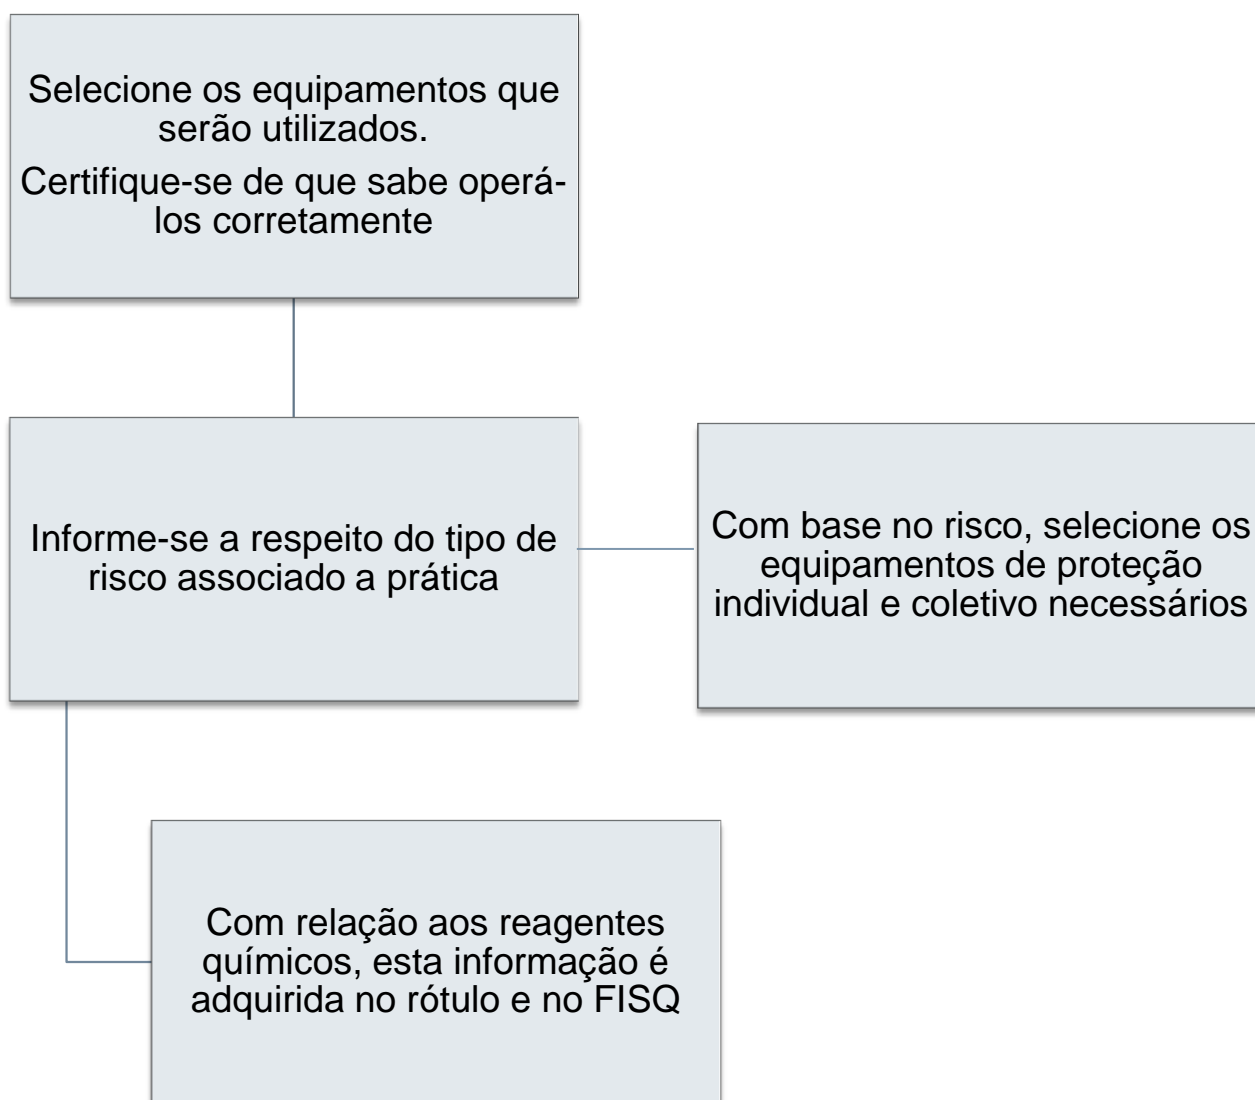 Selecione os equipamentos que
serão utilizados.
Certifique-se de que sabe operá-
los corretamente
Informe-se a respeito do tipo de
risco associado a prática
Com base no risco, selecione os
equipamentos de proteção
individual e coletivo necessários
Com relação aos reagentes
químicos, esta informação é
adquirida no rótulo e no FISQ